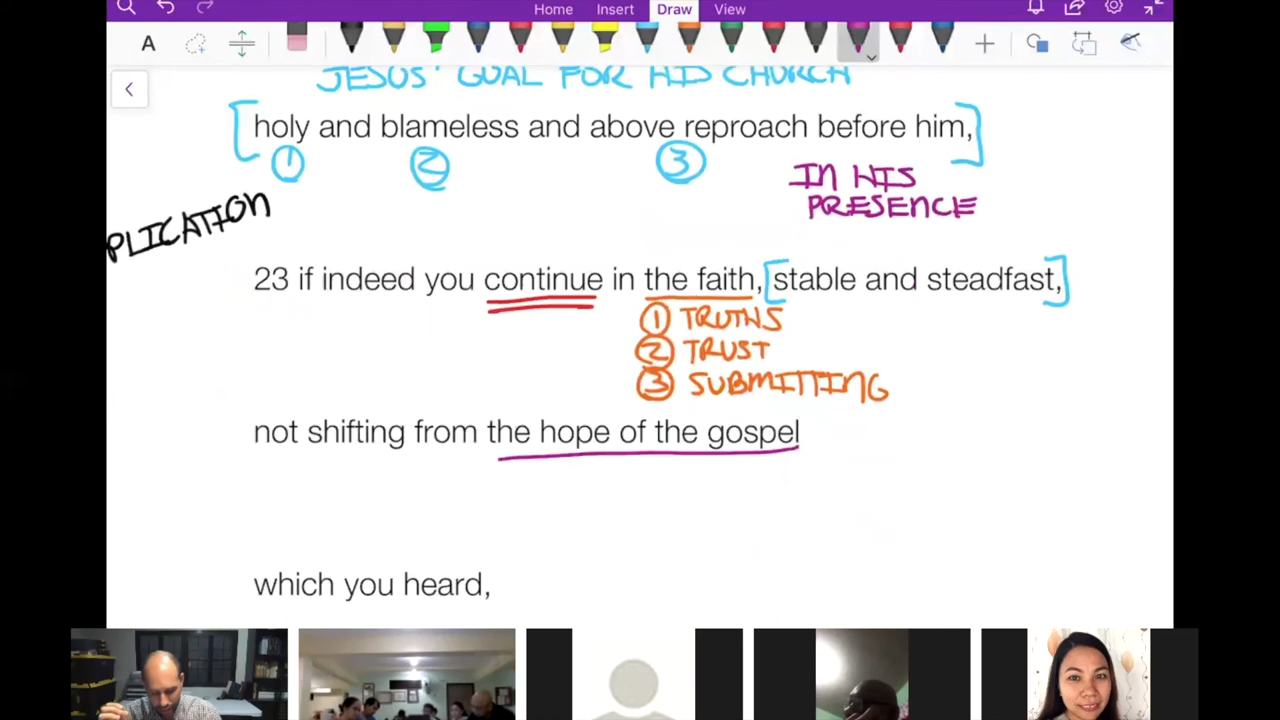 Home Insert Draw View
A
JESUS' GOAL FOR HIS CHURCH
[holy and blameless and above reproach before him,]
1 2 3
IN HIS
PRESENCE
PLICATION
23 if indeed you continue in the faith, [stable and steadfast,]
1 TRUTHS
2 TRUST
3 SUBMITTING
not shifting from the hope of the gospel
which you heard,